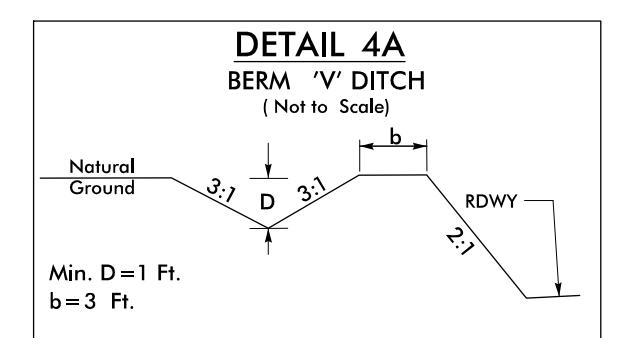 DETAIL 4A
BERM 'V' DITCH
( Not to Scale)
b
Natural
Ground
3:1
D
3:1
RDWY
2:1
Min. D=1 Ft.
b=3 Ft.